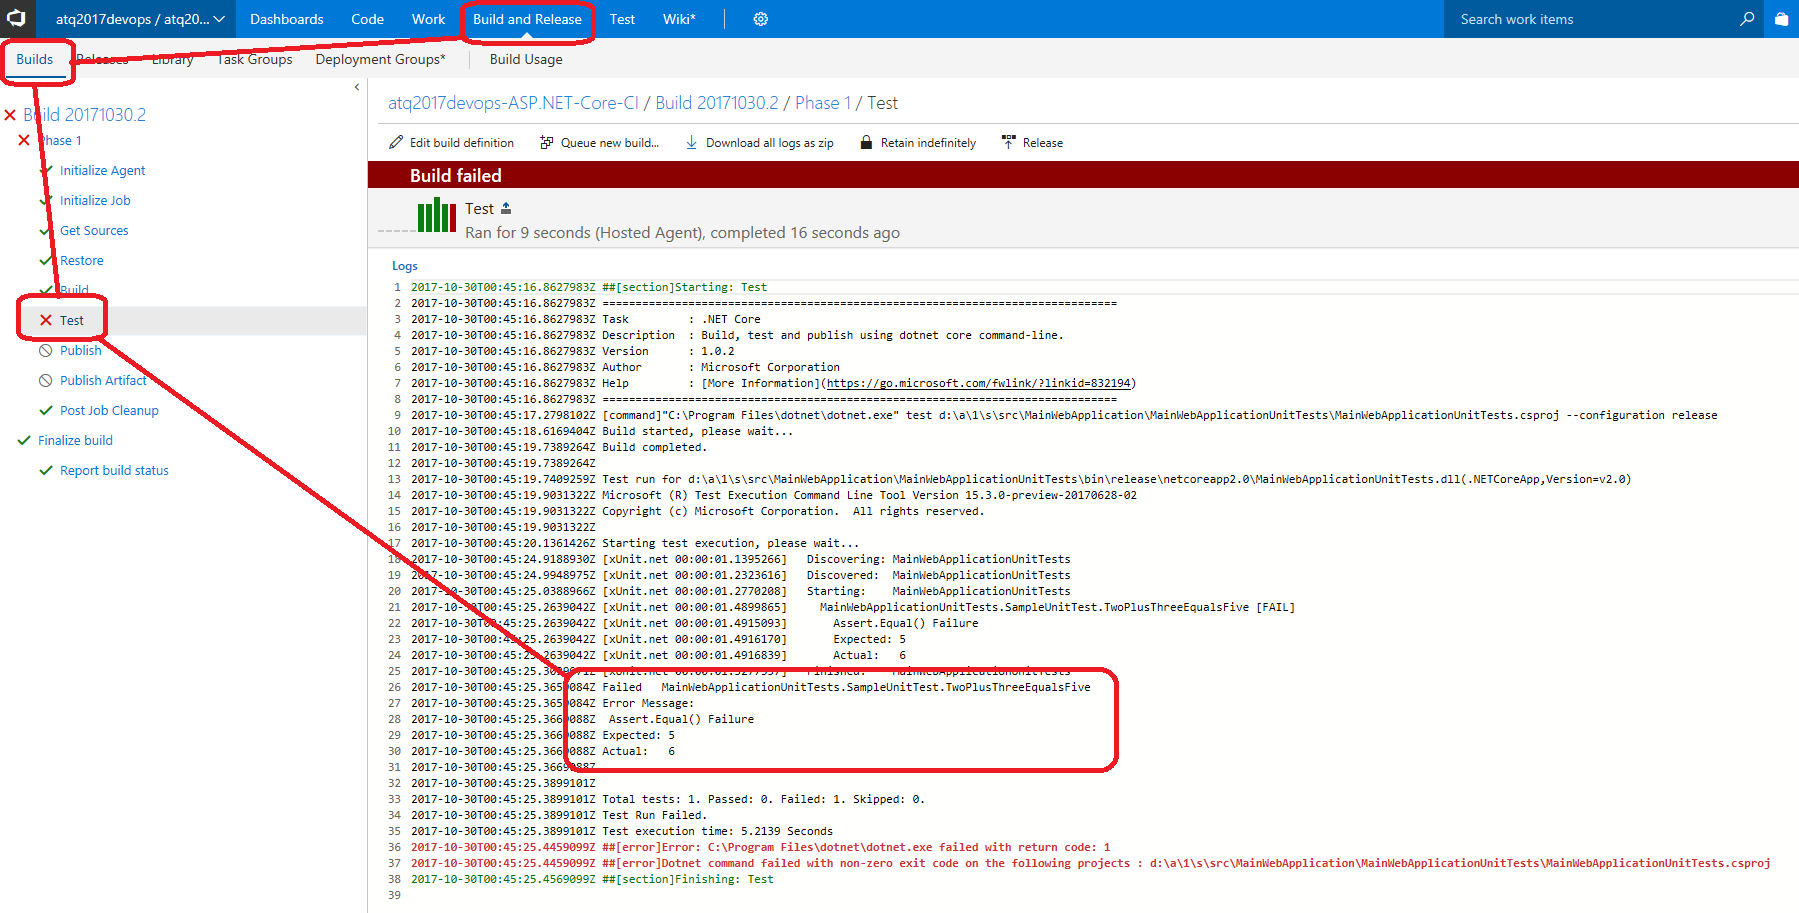 atq2017devops / atq20...
Dashboards
Code
Work
Build and Release
Test
Wiki*
Search work items
Builds
Releases
Library
Task Groups
Deployment Groups*
Build Usage
Build 20171030.2
Phase 1
Initialize Agent
Initialize Job
Get Sources
Restore
Build
Test
Publish
Publish Artifact
Post Job Cleanup
Finalize build
Report build status
atq2017devops-ASP.NET-Core-CI / Build 20171030.2 / Phase 1 / Test
Edit build definition
Queue new build...
Download all logs as zip
Retain indefinitely
Release
Build failed
Test
Ran for 9 seconds (Hosted Agent), completed 16 seconds ago
Logs
1 2017-10-30T00:45:16.8627983Z ##[section]Starting: Test
2 2017-10-30T00:45:16.8627983Z ==============================================================================
3 2017-10-30T00:45:16.8627983Z Task         : .NET Core
4 2017-10-30T00:45:16.8627983Z Description  : Build, test and publish using dotnet core command-line.
5 2017-10-30T00:45:16.8627983Z Version      : 1.0.2
6 2017-10-30T00:45:16.8627983Z Author       : Microsoft Corporation
7 2017-10-30T00:45:16.8627983Z Help         : [More Information](https://go.microsoft.com/fwlink/?linkid=832194)
8 2017-10-30T00:45:16.8627983Z ==============================================================================
9 2017-10-30T00:45:17.2798102Z [command]"C:\Program Files\dotnet\dotnet.exe" test d:\a\1\s\src\MainWebApplication\MainWebApplicationUnitTests\MainWebApplicationUnitTests.csproj --configuration release
10 2017-10-30T00:45:18.6169404Z Build started, please wait...
11 2017-10-30T00:45:19.7389264Z Build completed.
12 2017-10-30T00:45:19.7389264Z
13 2017-10-30T00:45:19.7409259Z Test run for d:\a\1\s\src\MainWebApplication\MainWebApplicationUnitTests\bin\release\netcoreapp2.0\MainWebApplicationUnitTests.dll(.NETCoreApp,Version=v2.0)
14 2017-10-30T00:45:19.9031322Z Microsoft (R) Test Execution Command Line Tool Version 15.3.0-preview-20170628-02
15 2017-10-30T00:45:19.9031322Z Copyright (c) Microsoft Corporation.  All rights reserved.
16 2017-10-30T00:45:19.9031322Z
17 2017-10-30T00:45:20.1361426Z Starting test execution, please wait...
18 2017-10-30T00:45:24.9188930Z [xUnit.net 00:00:01.1395266]   Discovering: MainWebApplicationUnitTests
19 2017-10-30T00:45:24.9948975Z [xUnit.net 00:00:01.2323616]   Discovered:  MainWebApplicationUnitTests
20 2017-10-30T00:45:25.0388966Z [xUnit.net 00:00:01.2770208]   Starting:    MainWebApplicationUnitTests
21 2017-10-30T00:45:25.2639042Z [xUnit.net 00:00:01.4899865]     MainWebApplicationUnitTests.SampleUnitTest.TwoPlusThreeEqualsFive [FAIL]
22 2017-10-30T00:45:25.2639042Z [xUnit.net 00:00:01.4915093]       Assert.Equal() Failure
23 2017-10-30T00:45:25.2639042Z [xUnit.net 00:00:01.4916170]       Expected: 5
24 2017-10-30T00:45:25.2639042Z [xUnit.net 00:00:01.4916839]       Actual:   6
25 [xUnit.net Finished: MainWebApplicationUnitTests
26 2017-10-30T00:45:25.3659084Z Failed   MainWebApplicationUnitTests.SampleUnitTest.TwoPlusThreeEqualsFive
27 2017-10-30T00:45:25.3659084Z Error Message:
28 2017-10-30T00:45:25.3669088Z  Assert.Equal() Failure
29 2017-10-30T00:45:25.3669088Z Expected: 5
30 2017-10-30T00:45:25.3669088Z Actual:   6
31 2017-10-30T00:45:25.3669088Z
32 2017-10-30T00:45:25.3899101Z
33 2017-10-30T00:45:25.3899101Z Total tests: 1. Passed: 0. Failed: 1. Skipped: 0.
34 2017-10-30T00:45:25.3899101Z Test Run Failed.
35 2017-10-30T00:45:25.3899101Z Test execution time: 5.2139 Seconds
36 2017-10-30T00:45:25.4459099Z ##[error]Error: C:\Program Files\dotnet\dotnet.exe failed with return code: 1
37 2017-10-30T00:45:25.4459099Z ##[error]Dotnet command failed with non-zero exit code on the following projects : d:\a\1\s\src\MainWebApplication\MainWebApplicationUnitTests\MainWebApplicationUnitTests.csproj
38 2017-10-30T00:45:25.4569099Z ##[section]Finishing: Test
39